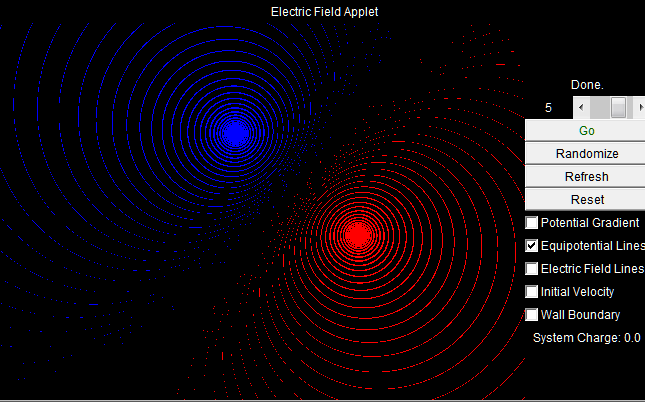 Electric Field Applet
Done.
5
Go
Randomize
Refresh
Reset
Potential Gradient
Equipotential Lines
Electric Field Lines
Initial Velocity
Wall Boundary
System Charge: 0.0